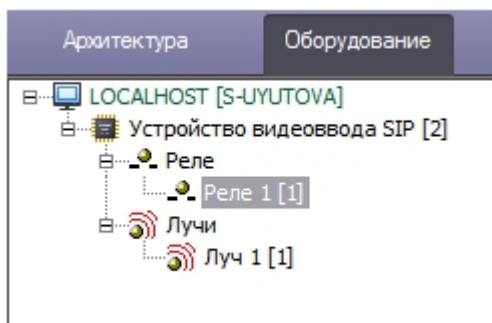 Архитектура Оборудование
LOCALHOST [S-UYUTOVA]
Устройство видеоввода SIP [2]
Реле
Реле 1 [1]
Лучи
Луч 1 [1]